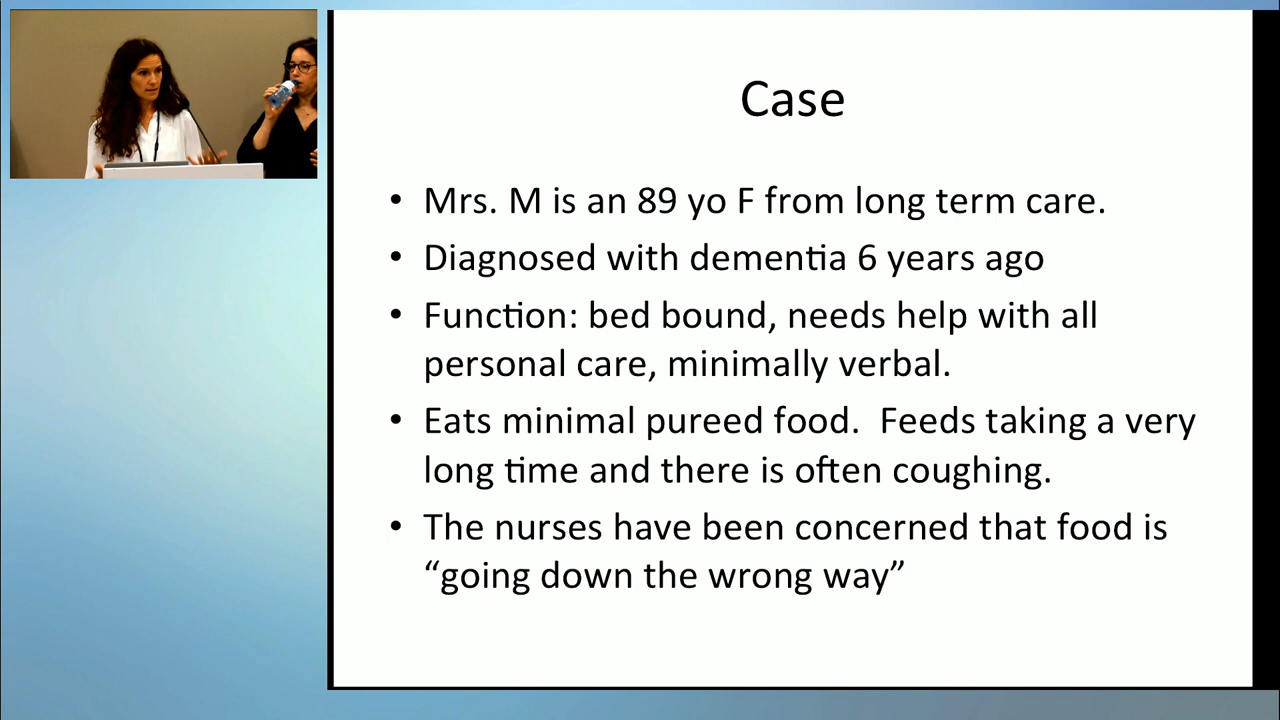 Case
• Mrs. M is an 89 yo F from long term care.
• Diagnosed with dementia 6 years ago
• Function: bed bound, needs help with all
personal care, minimally verbal.
• Eats minimal pureed food.  Feeds taking a very
long time and there is often coughing.
• The nurses have been concerned that food is
“going down the wrong way”